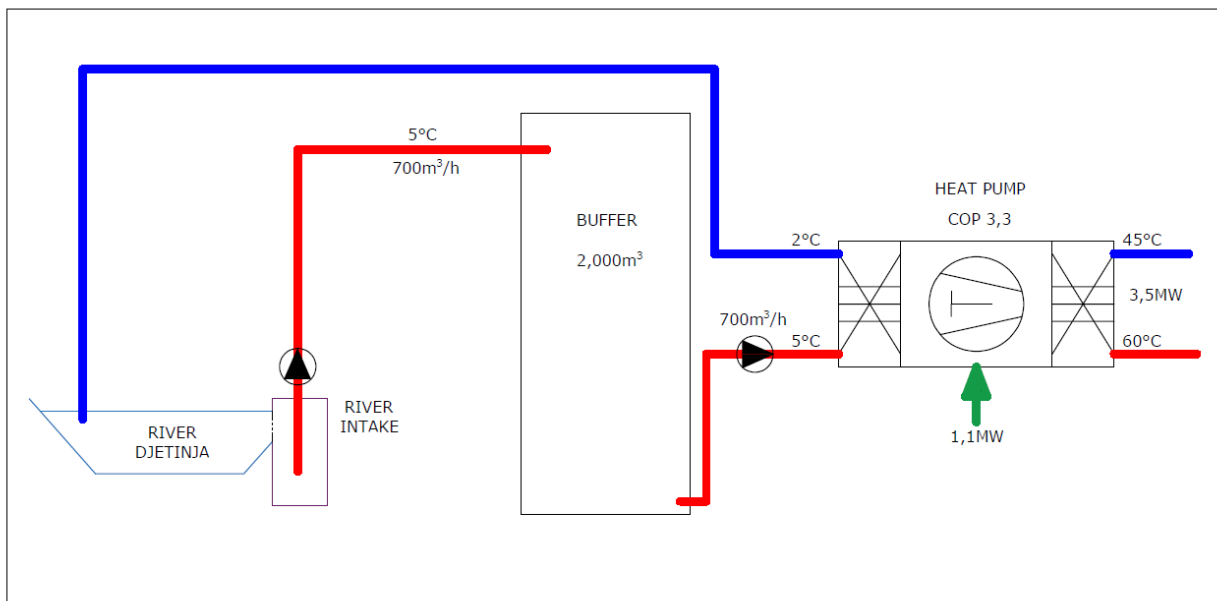 5°C
700m³/h
BUFFER
2,000m³
RIVER
DJETINJA
RIVER
INTAKE
HEAT PUMP
COP 3,3
2°C
45°C
3,5MW
700m³/h
5°C
60°C
1,1MW